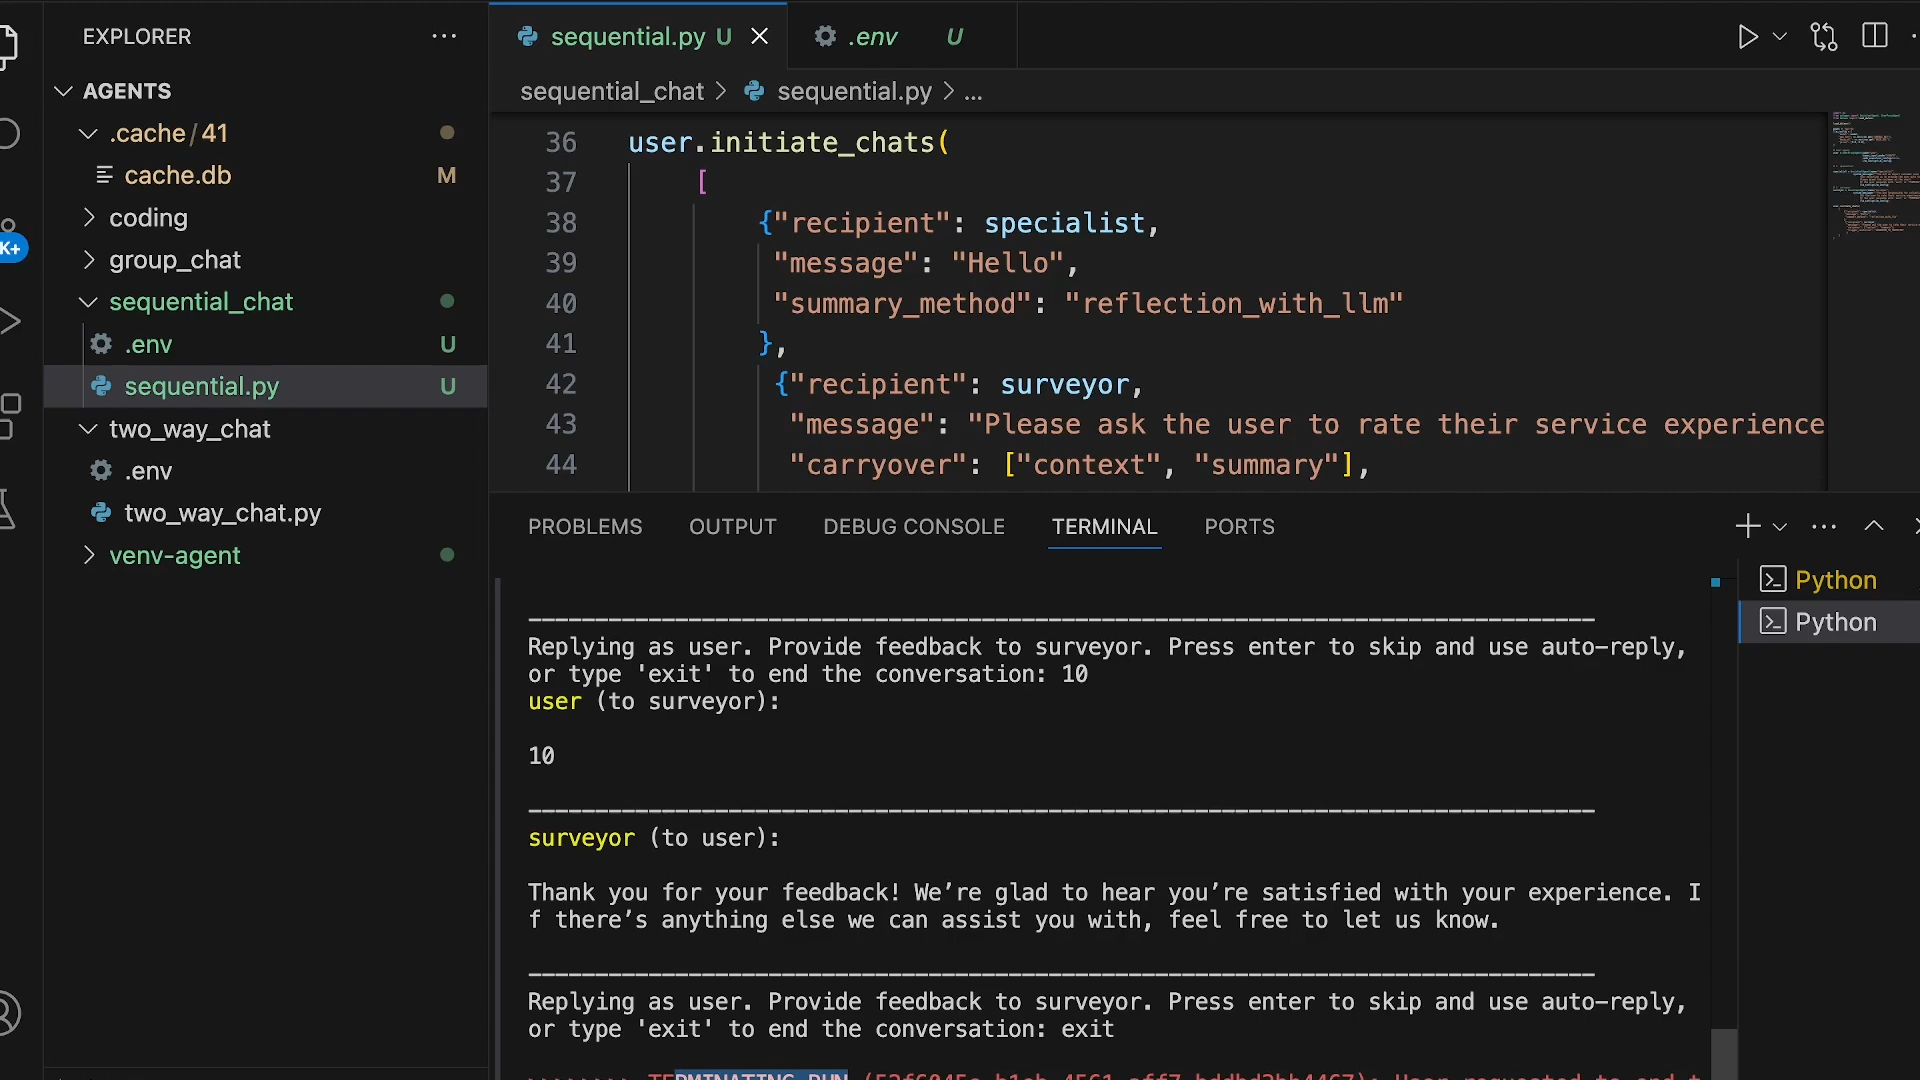 EXPLORER
AGENTS
.cache/41
cache.db M
coding
group_chat
sequential_chat
.env U
sequential.py U
two_way_chat
.env
two_way_chat.py
venv-agent
K+
sequential.py U
.env U
sequential_chat > sequential.py > ...
36 user.initiate_chats(
37 [
38 {"recipient": specialist,
39 "message": "Hello",
40 "summary_method": "reflection_with_llm"
41 },
42 {"recipient": surveyor,
43 "message": "Please ask the user to rate their service experience
44 "carryover": ["context", "summary"],
PROBLEMS OUTPUT DEBUG CONSOLE TERMINAL PORTS
Python
Python
Replying as user. Provide feedback to surveyor. Press enter to skip and use auto-reply,
or type 'exit' to end the conversation: 10
user (to surveyor):
10
surveyor (to user):
Thank you for your feedback! We’re glad to hear you’re satisfied with your experience. I
f there’s anything else we can assist you with, feel free to let us know.
Replying as user. Provide feedback to surveyor. Press enter to skip and use auto-reply,
or type 'exit' to end the conversation: exit
>>>>>>>> TERMINATING RUN